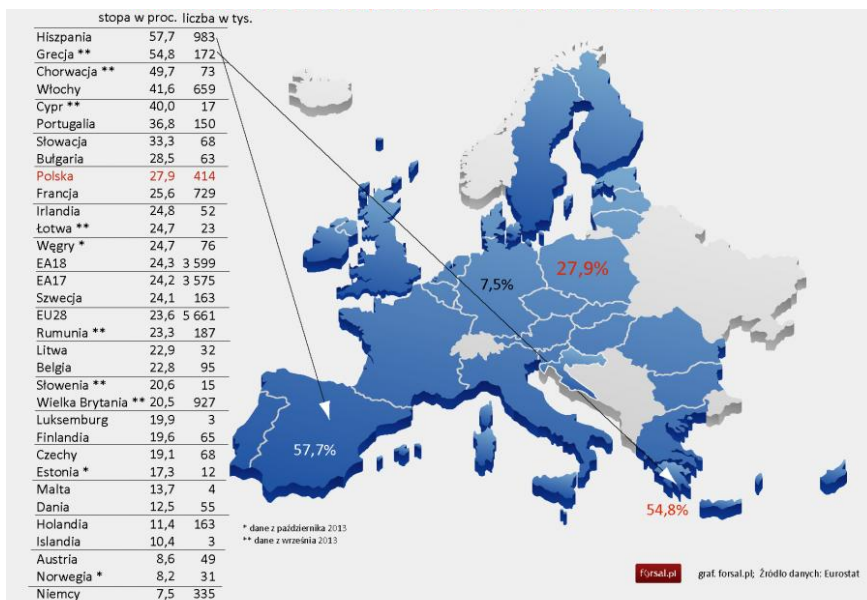 stopa w proc. liczba w tys.
Hiszpania 57,7 983
Grecja ** 54,8 172
Chorwacja ** 49,7 73
Włochy 41,6 659
Cypr ** 40,0 17
Portugalia 36,8 150
Słowacja 33,3 68
Bułgaria 28,5 63
Polska 27,9 414
Francja 25,6 729
Irlandia 24,8 52
Łotwa ** 24,7 23
Węgry * 24,7 76
EA18 24,3 3 599
EA17 24,2 3 575
Szwecja 24,1 163
EU28 23,6 5 661
Rumunia ** 23,3 187
Litwa 22,9 32
Belgia 22,8 95
Słowenia ** 20,6 15
Wielka Brytania ** 20,5 927
Luksemburg 19,9 3
Finlandia 19,6 65
Czechy 19,1 68
Estonia * 17,3 12
Malta 13,7 4
Dania 12,5 55
Holandia 11,4 163
Islandia 10,4 3
Austria 8,6 49
Norwegia * 8,2 31
Niemcy 7,5 335
7,5%
27,9%
57,7%
54,8%
* dane z października 2013
** dane z września 2013
forsal.pl
graf. forsal.pl; Źródło danych: Eurostat